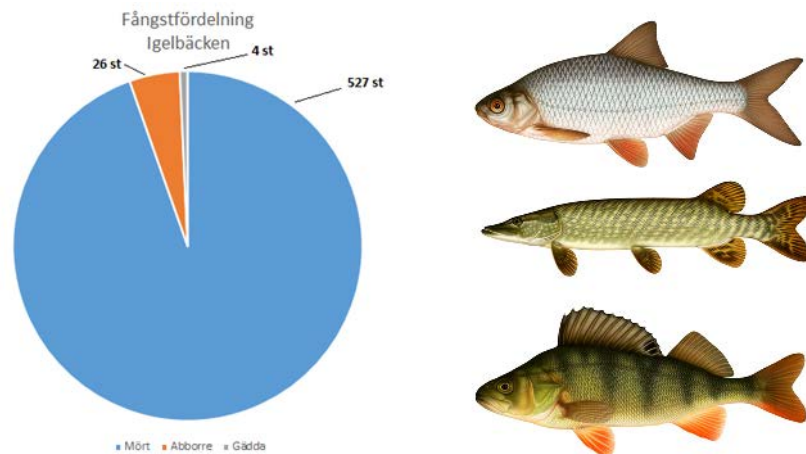 Fångstfördelning
Igelbäcken
26 st
4 st
527 st
Mört Abborre Gädda